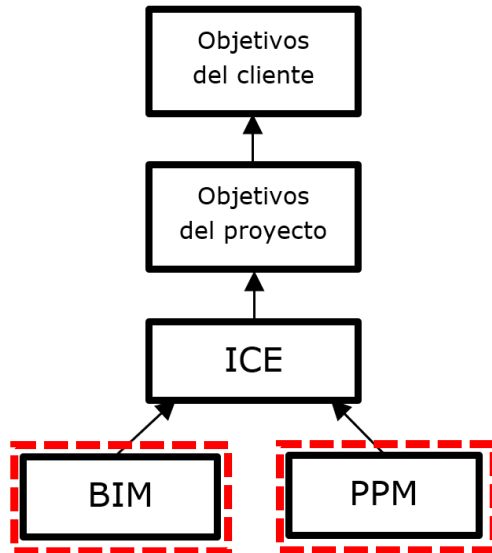 Objetivos
del cliente
Objetivos
del proyecto
ICE
BIM
PPM